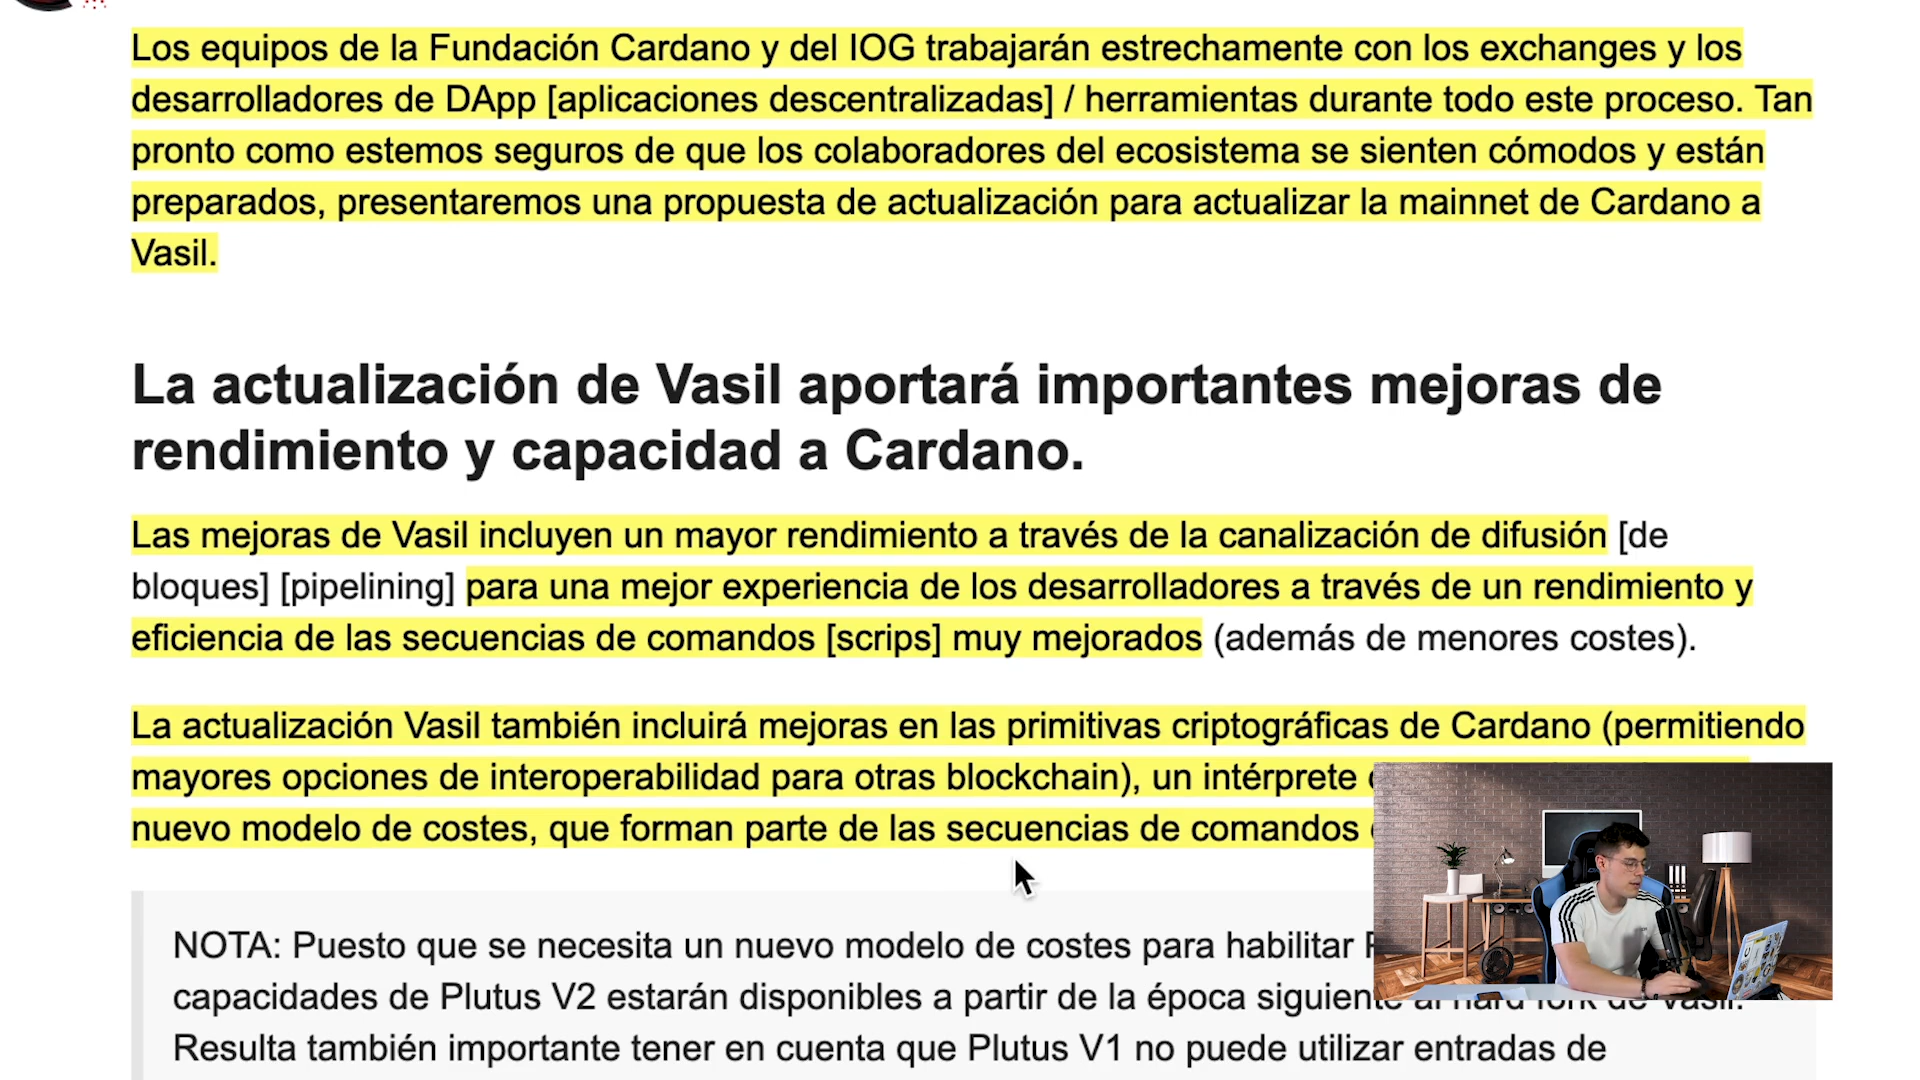 Los equipos de la Fundación Cardano y del IOG trabajarán estrechamente con los exchanges y los
desarrolladores de DApp [aplicaciones descentralizadas] / herramientas durante todo este proceso. Tan
pronto como estemos seguros de que los colaboradores del ecosistema se sienten cómodos y están
preparados, presentaremos una propuesta de actualización para actualizar la mainnet de Cardano a
Vasil.
La actualización de Vasil aportará importantes mejoras de
rendimiento y capacidad a Cardano.
Las mejoras de Vasil incluyen un mayor rendimiento a través de la canalización de difusión [de
bloques] [pipelining] para una mejor experiencia de los desarrolladores a través de un rendimiento y
eficiencia de las secuencias de comandos [scrips] muy mejorados (además de menores costes).
La actualización Vasil también incluirá mejoras en las primitivas criptográficas de Cardano (permitiendo
mayores opciones de interoperabilidad para otras blockchain), un intérprete
nuevo modelo de costes, que forman parte de las secuencias de comandos
NOTA: Puesto que se necesita un nuevo modelo de costes para habilitar
capacidades de Plutus V2 estarán disponibles a partir de la época siguiente al hard fork de Vasil.
Resulta también importante tener en cuenta que Plutus V1 no puede utilizar entradas de